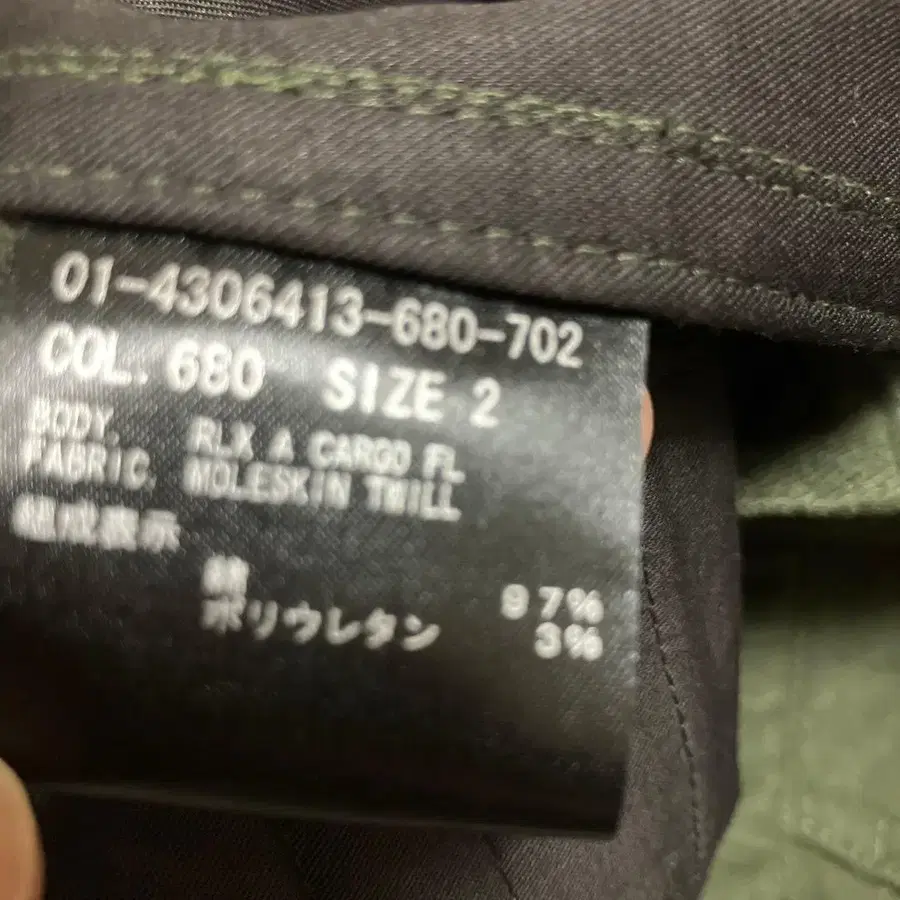 01-4306413-680-702
COL. 680 SIZE 2
BODY. RLX A CARGO FL
FABRIC. MOLESKIN TWILL
組成表示
綿 97%
ポリウレタン 3%